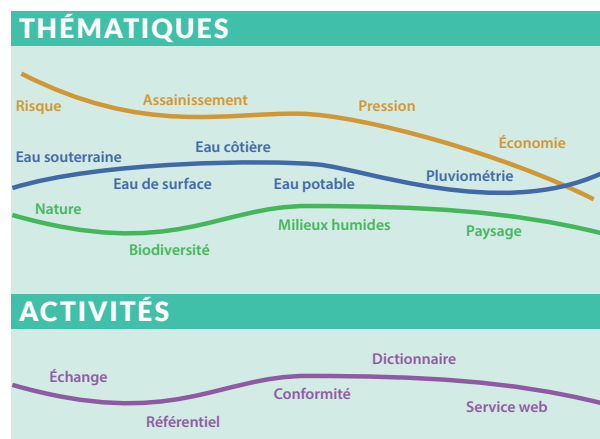 THÉMATIQUES
Risque
Assainissement
Pression
Économie
Eau souterraine
Eau côtière
Eau de surface
Eau potable
Pluviométrie
Nature
Biodiversité
Milieux humides
Paysage
ACTIVITÉS
Échange
Référentiel
Conformité
Dictionnaire
Service web